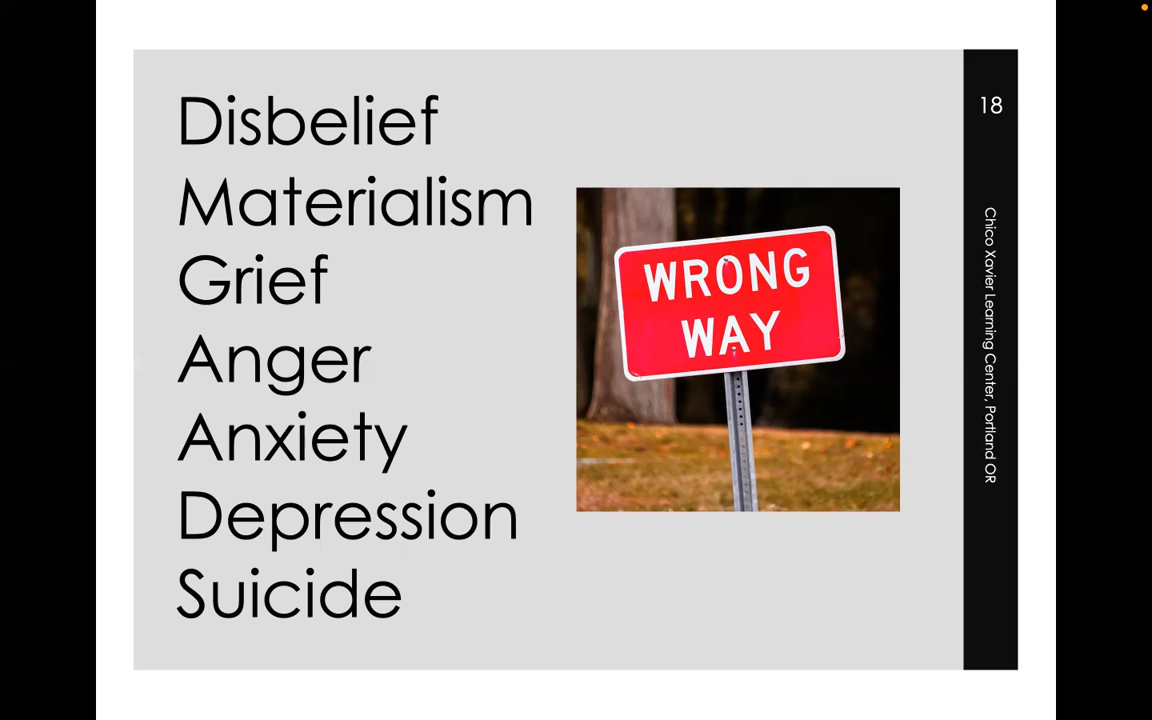 Disbelief
Materialism
Grief
Anger
Anxiety
Depression
Suicide
WRONG
WAY
18
Chico Xavier Learning Center, Portland OR